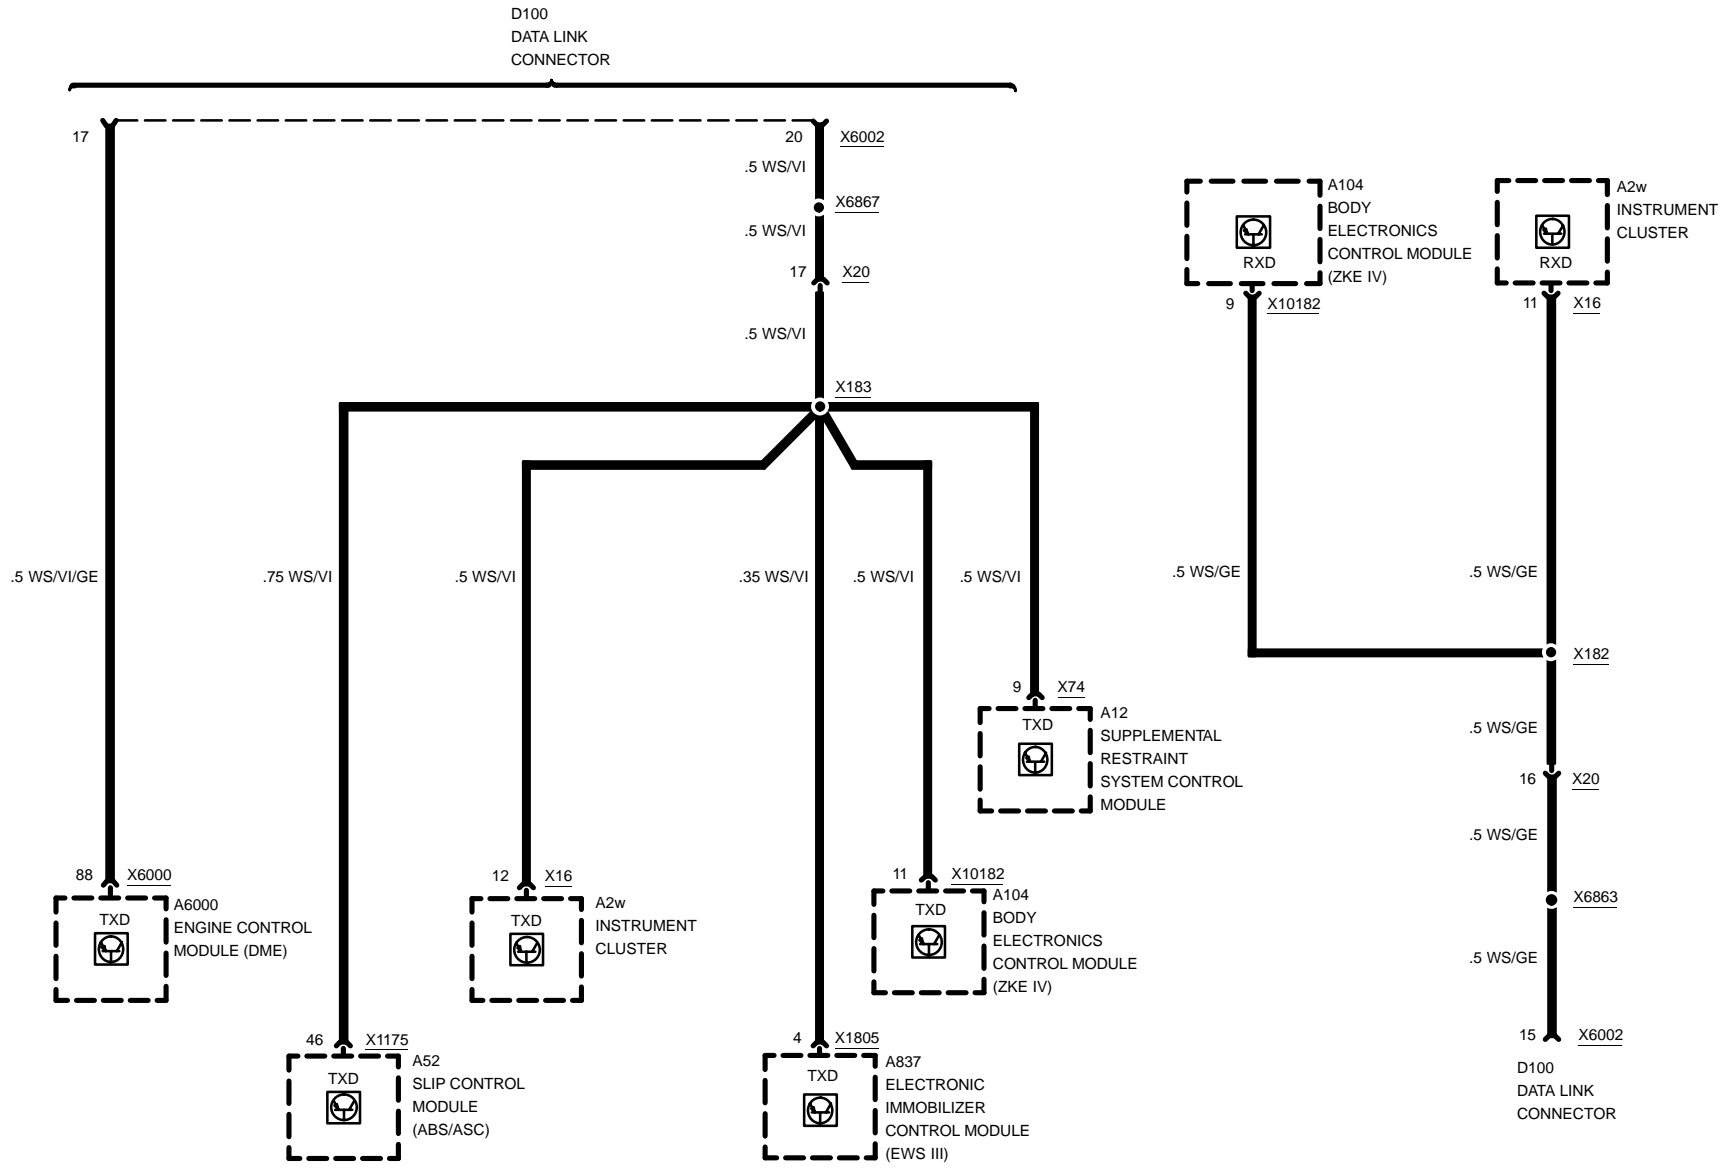 D100
DATA LINK
CONNECTOR
17
20
X6002
.5 WS/VI
X6867
.5 WS/VI
17
X20
.5 WS/VI
X183
.5 WS/VI/GE
.75 WS/VI
.5 WS/VI
.35 WS/VI
.5 WS/VI
.5 WS/VI
9
X74
TXD
A12
SUPPLEMENTAL
RESTRAINT
SYSTEM CONTROL
MODULE
88
X6000
TXD
A6000
ENGINE CONTROL
MODULE (DME)
12
X16
TXD
A2w
INSTRUMENT
CLUSTER
11
X10182
TXD
A104
BODY
ELECTRONICS
CONTROL MODULE
(ZKE IV)
46
X1175
TXD
A52
SLIP CONTROL
MODULE
(ABS/ASC)
4
X1805
TXD
A837
ELECTRONIC
IMMOBILIZER
CONTROL MODULE
(EWS III)
A104
BODY
ELECTRONICS
CONTROL MODULE
(ZKE IV)
RXD
9
X10182
A2w
INSTRUMENT
CLUSTER
RXD
11
X16
.5 WS/GE
.5 WS/GE
X182
.5 WS/GE
16
X20
.5 WS/GE
X6863
.5 WS/GE
15
X6002
D100
DATA LINK
CONNECTOR